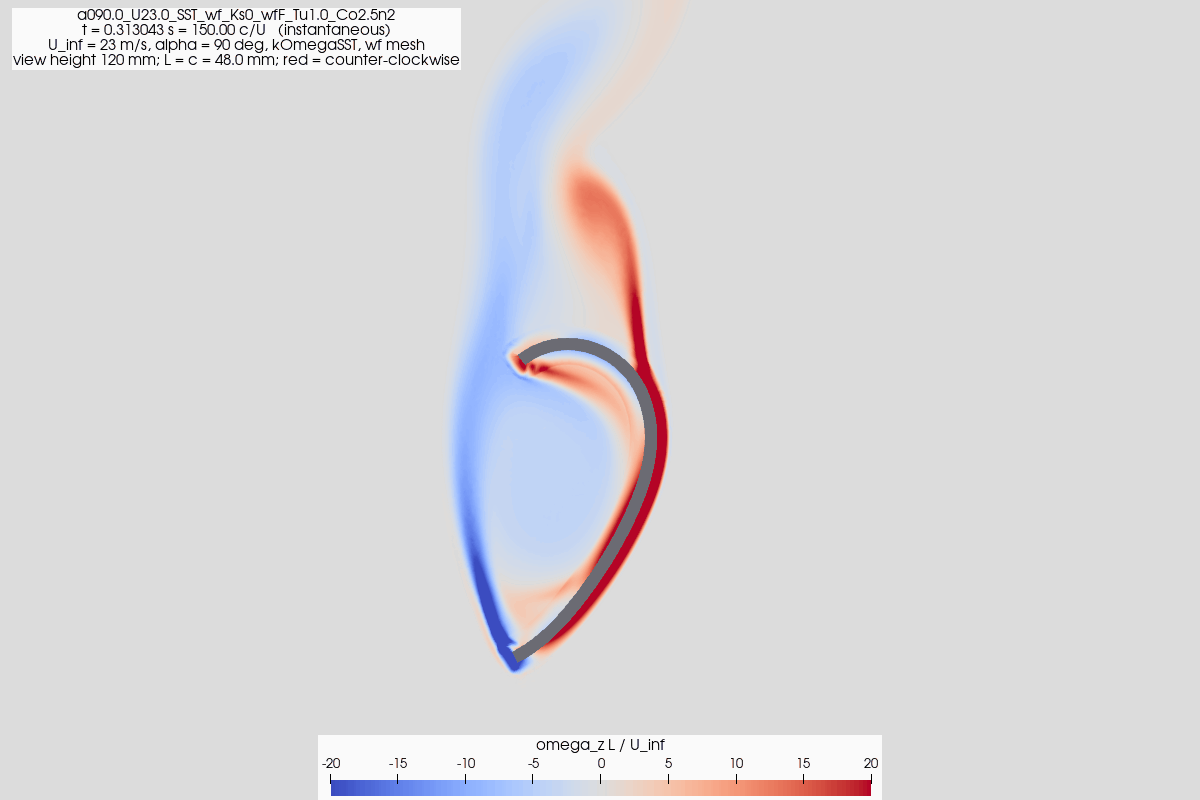 a090.0_U23.0_SST_wf_Ks0_wfF_Tu1.0_Co2.5n2
t = 0.313043 s = 150.00 c/U (instantaneous)
U_inf = 23 m/s, alpha = 90 deg, kOmegaSST, wf mesh
view height 120 mm; L = c = 48.0 mm; red = counter-clockwise
omega_z L / U_inf
-20 -15 -10 -5 0 5 10 15 20